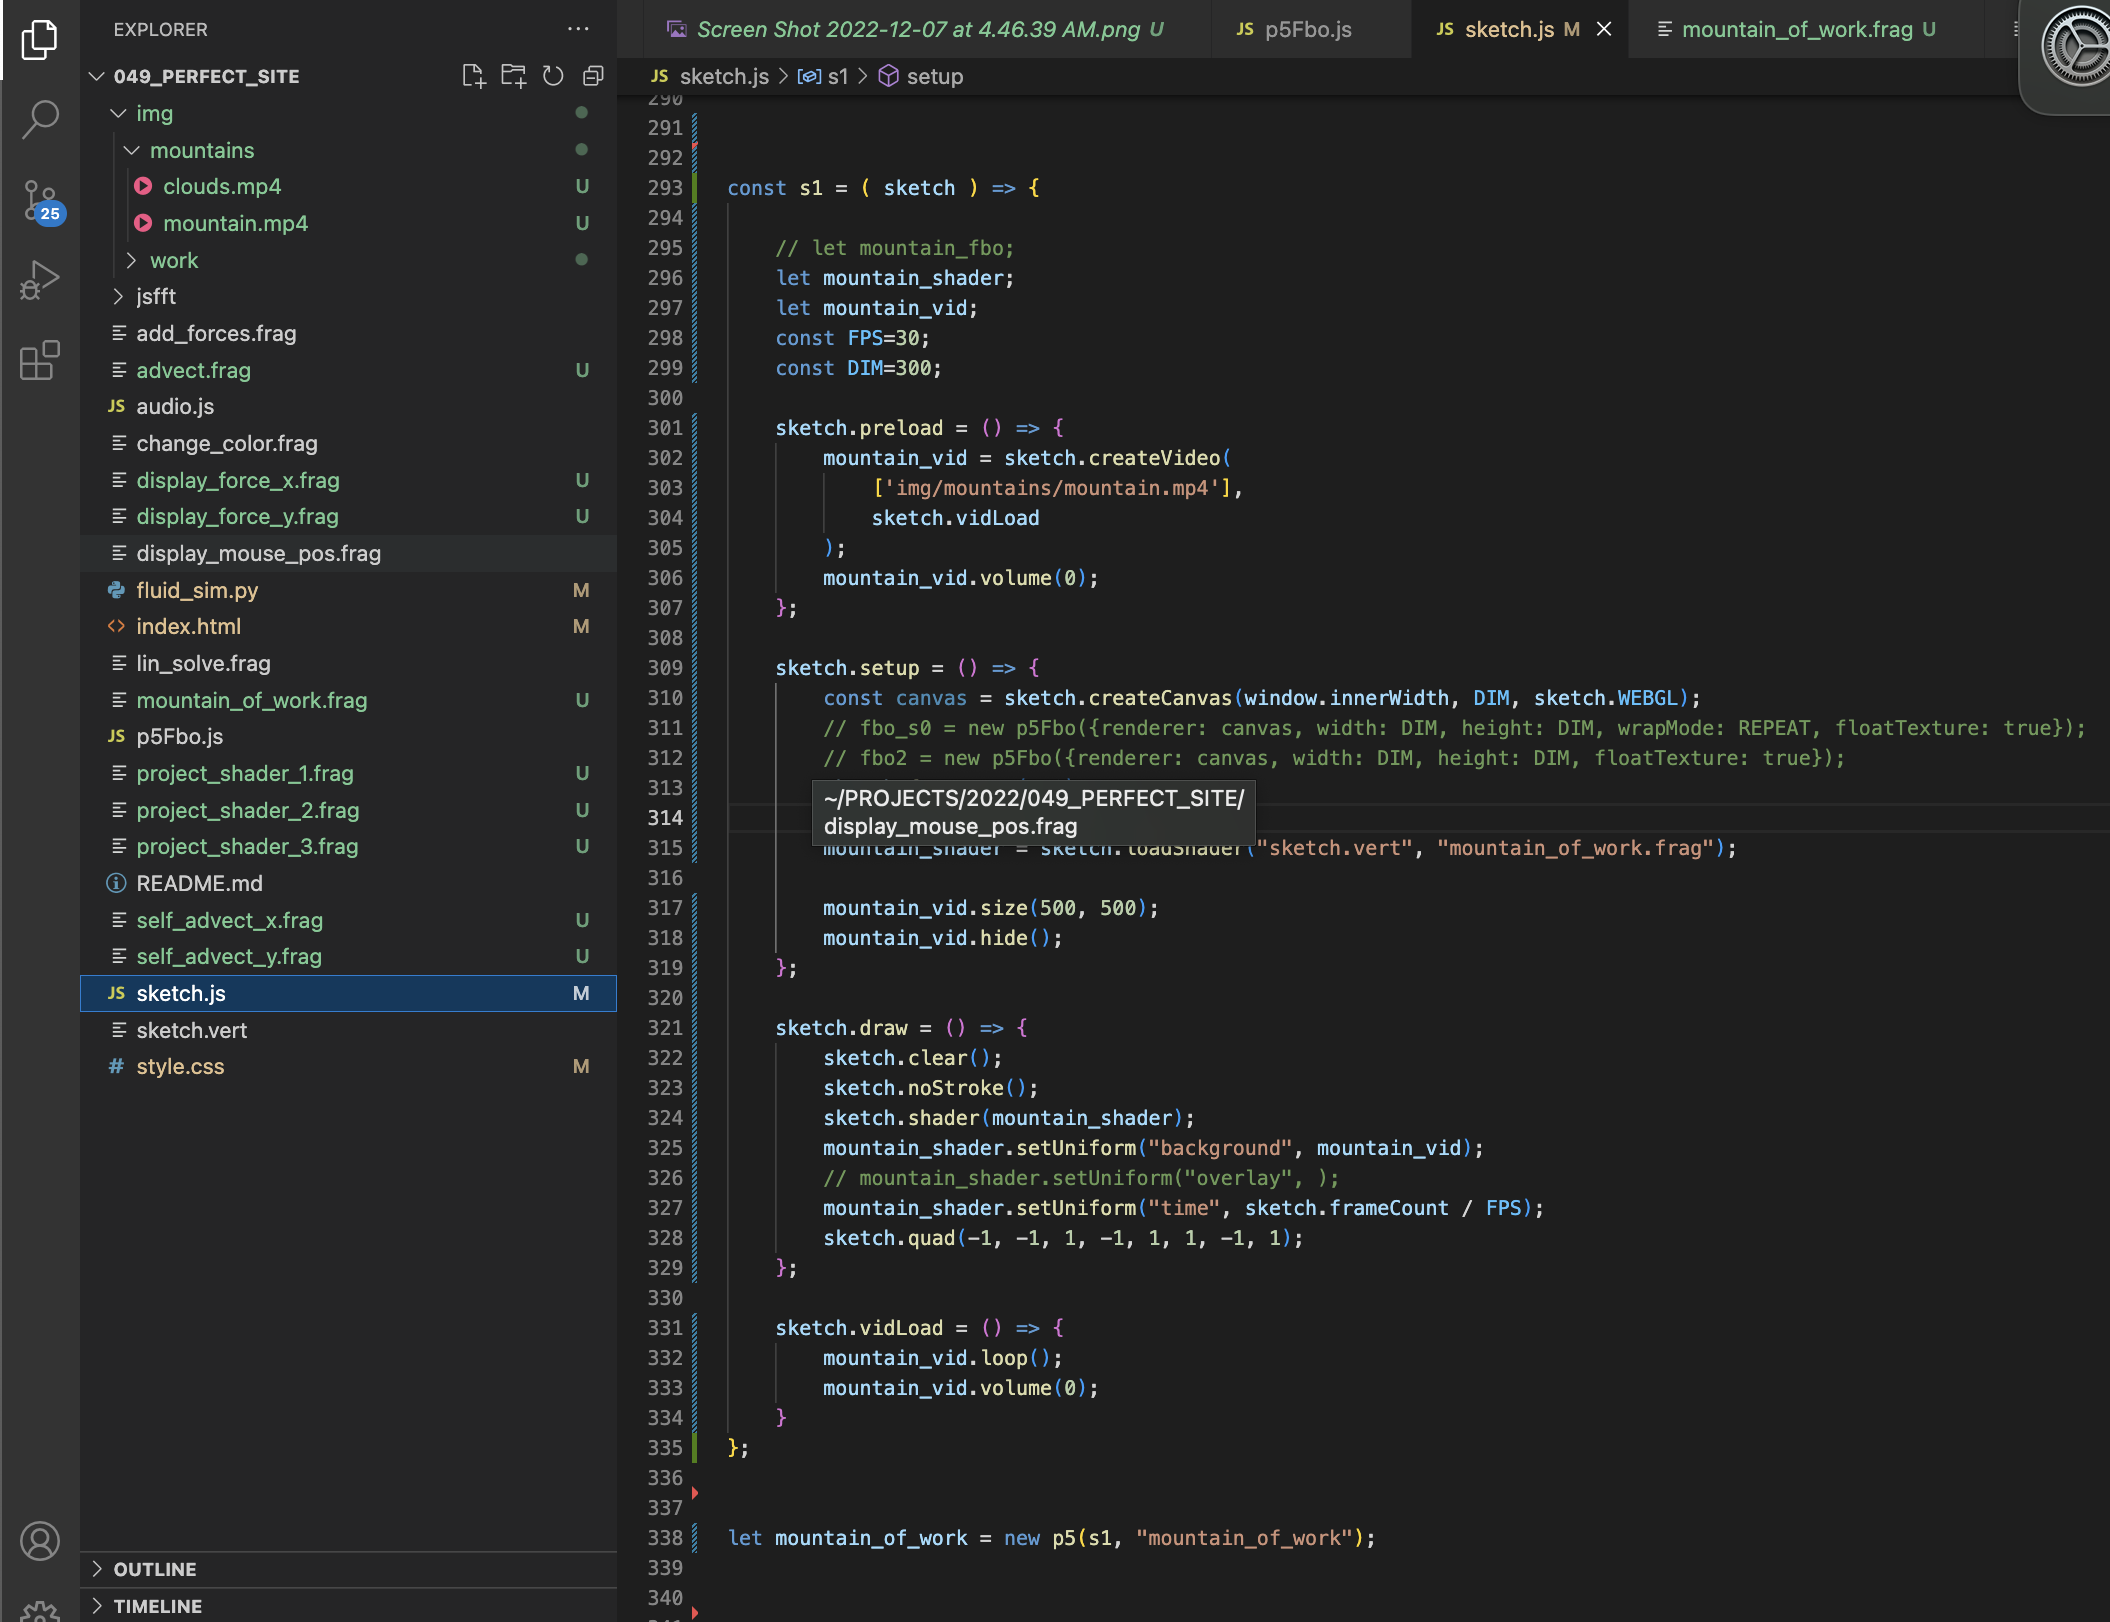 EXPLORER
049_PERFECT_SITE
img
mountains
clouds.mp4 U
mountain.mp4 U
work
jsfft
add_forces.frag
advect.frag U
JS audio.js
change_color.frag
display_force_x.frag U
display_force_y.frag U
display_mouse_pos.frag
fluid_sim.py M
<> index.html M
lin_solve.frag
mountain_of_work.frag U
JS p5Fbo.js
project_shader_1.frag U
project_shader_2.frag U
project_shader_3.frag U
README.md
self_advect_x.frag U
self_advect_y.frag U
JS sketch.js M
sketch.vert
# style.css M
OUTLINE
TIMELINE
25
Screen Shot 2022-12-07 at 4.46.39 AM.png U
JS p5Fbo.js
JS sketch.js M
mountain_of_work.frag U
JS sketch.js > s1 > setup
290
291
292
293 const s1 = ( sketch ) => {
294
295 // let mountain_fbo;
296 let mountain_shader;
297 let mountain_vid;
298 const FPS=30;
299 const DIM=300;
300
301 sketch.preload = () => {
302 mountain_vid = sketch.createVideo(
303 ['img/mountains/mountain.mp4'],
304 sketch.vidLoad
305 );
306 mountain_vid.volume(0);
307 };
308
309 sketch.setup = () => {
310 const canvas = sketch.createCanvas(window.innerWidth, DIM, sketch.WEBGL);
311 // fbo_s0 = new p5Fbo({renderer: canvas, width: DIM, height: DIM, wrapMode: REPEAT, floatTexture: true});
312 // fbo2 = new p5Fbo({renderer: canvas, width: DIM, height: DIM, floatTexture: true});
313
~/PROJECTS/2022/049_PERFECT_SITE/
display_mouse_pos.frag
314
315 mountain_shader = sketch.loadShader("sketch.vert", "mountain_of_work.frag");
316
317 mountain_vid.size(500, 500);
318 mountain_vid.hide();
319 };
320
321 sketch.draw = () => {
322 sketch.clear();
323 sketch.noStroke();
324 sketch.shader(mountain_shader);
325 mountain_shader.setUniform("background", mountain_vid);
326 // mountain_shader.setUniform("overlay", );
327 mountain_shader.setUniform("time", sketch.frameCount / FPS);
328 sketch.quad(-1, -1, 1, -1, 1, 1, -1, 1);
329 };
330
331 sketch.vidLoad = () => {
332 mountain_vid.loop();
333 mountain_vid.volume(0);
334 }
335 };
336
337
338 let mountain_of_work = new p5(s1, "mountain_of_work");
339
340